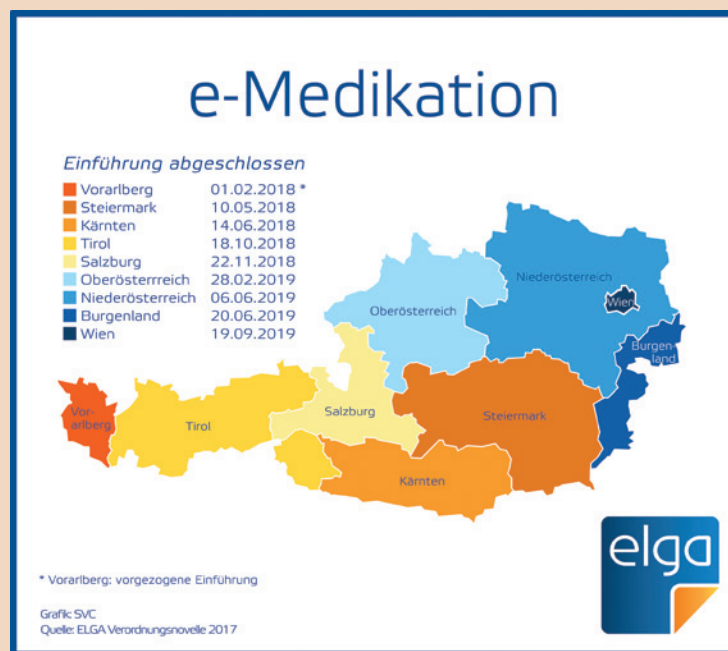 e-Medikation
Einführung abgeschlossen
Vorarlberg 01.02.2018 *
Steiermark 10.05.2018
Kärnten 14.06.2018
Tirol 18.10.2018
Salzburg 22.11.2018
Oberösterrreich 28.02.2019
Niederösterreich 06.06.2019
Burgenland 20.06.2019
Wien 19.09.2019
Niederösterreich
Wien
Oberösterreich
Burgen-
land
Vor-
arlberg
Tirol
Salzburg
Steiermark
Kärnten
elga
* Vorarlberg: vorgezogene Einführung
Grafik: SVC
Quelle: ELGA Verordnungsnovelle 2017